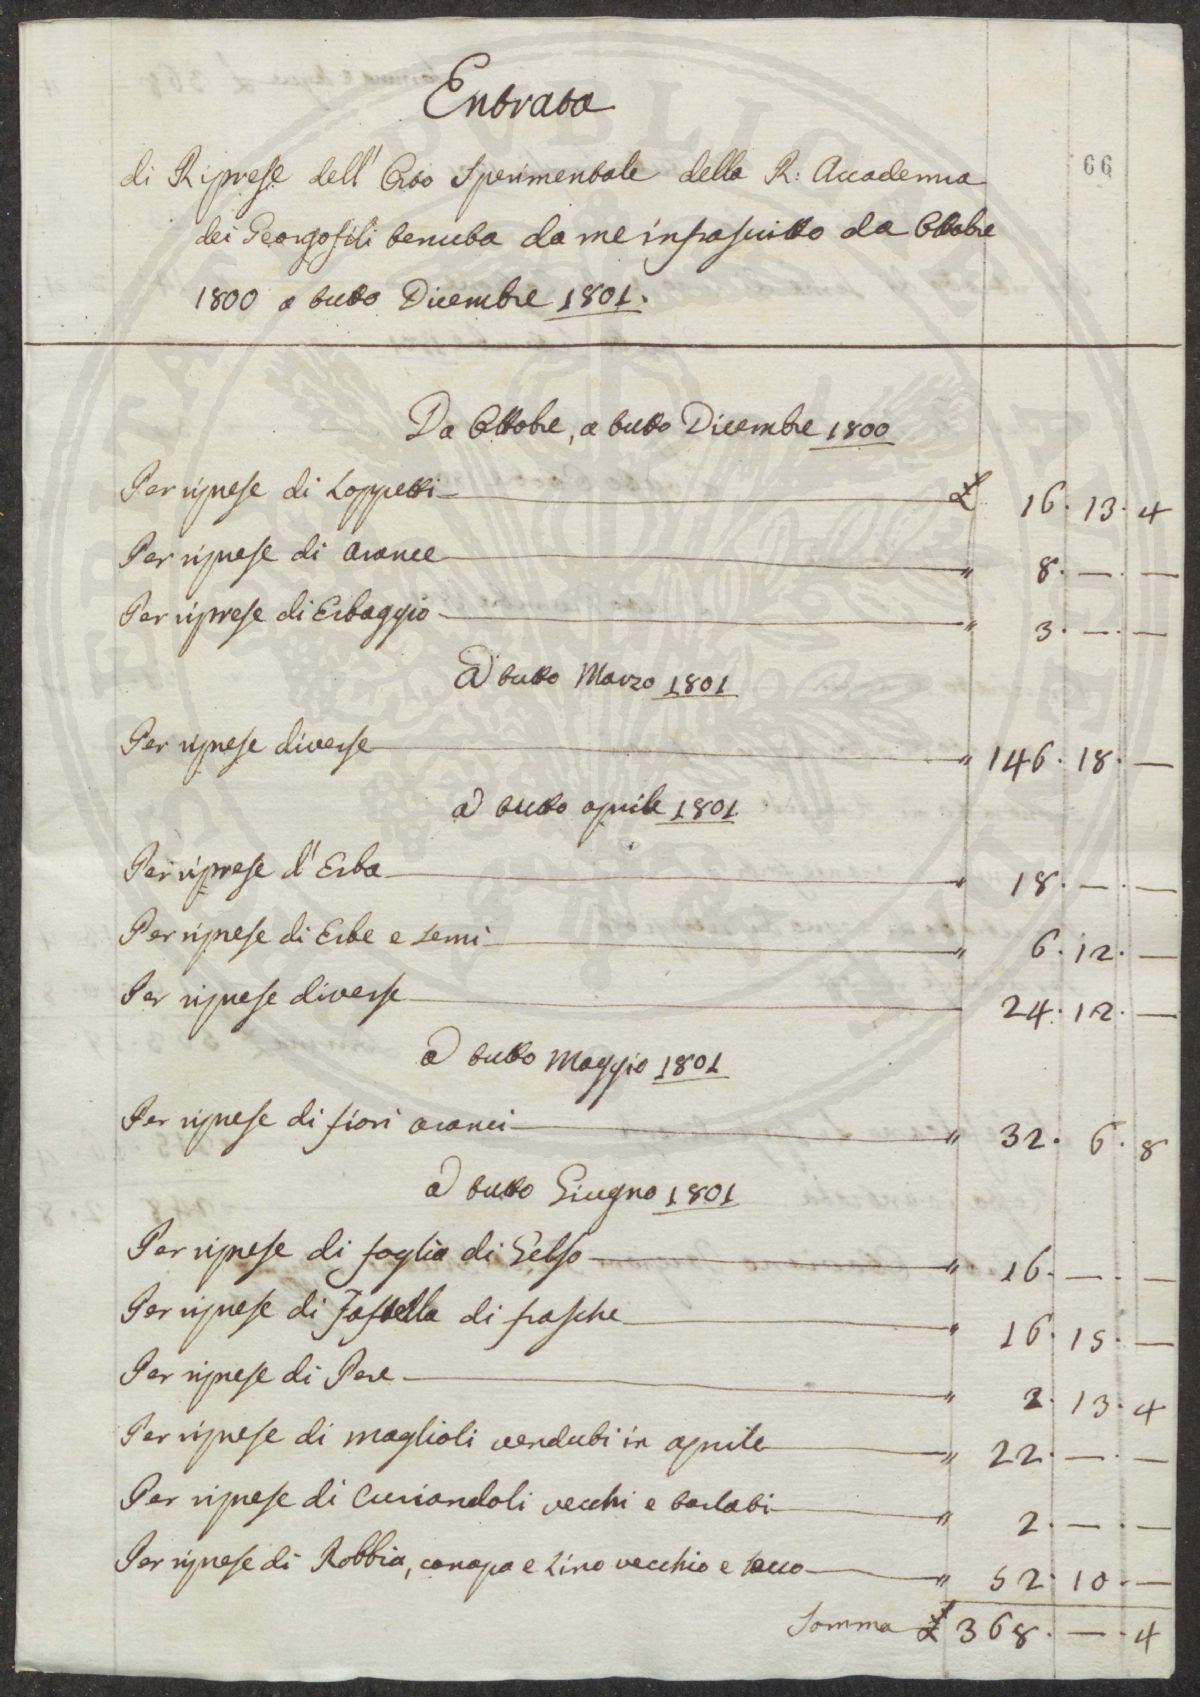 Entrata
66
di Riprese dell' Orto Sperimentale della R: Accademia
dei Georgofili tenuta da me infrascritto da Ottobre
1800 a tutto Dicembre 1801.
Da Ottobre, a tutto Dicembre 1800
Per riprese di Loppetti £ 16. 13. 4
Per riprese di Arance " 8. — . —
Per riprese di Erbaggio " 3. — . —
A tutto Marzo 1801
Per riprese diverse " 146. 18. —
A tutto Aprile 1801
Per riprese d' Erba " 18. — . —
Per riprese di Erbe e Semi " 6. 12. —
Per riprese diverse 24. 12. —
A tutto Maggio 1801
Per riprese di fiori aranci " 32. 6. 8
A tutto Giugno 1801
Per riprese di foglia di Gelso " 16. — . —
Per riprese di Fastella di frasche " 16. 15. —
Per riprese di Pere " 2. 13. 4
Per riprese di maglioli venduti in aprile " 22. — . —
Per riprese di Curiandoli vecchi e tarlati " 2. — . —
Per riprese di Robbia, canapa e Lino vecchio e secco " 52. 10. —
Somma £ 368. — . 4